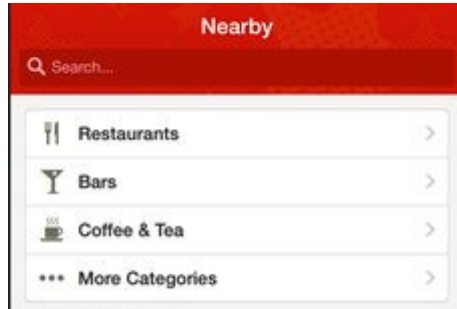 Nearby
Search...
Restaurants
Bars
Coffee & Tea
More Categories